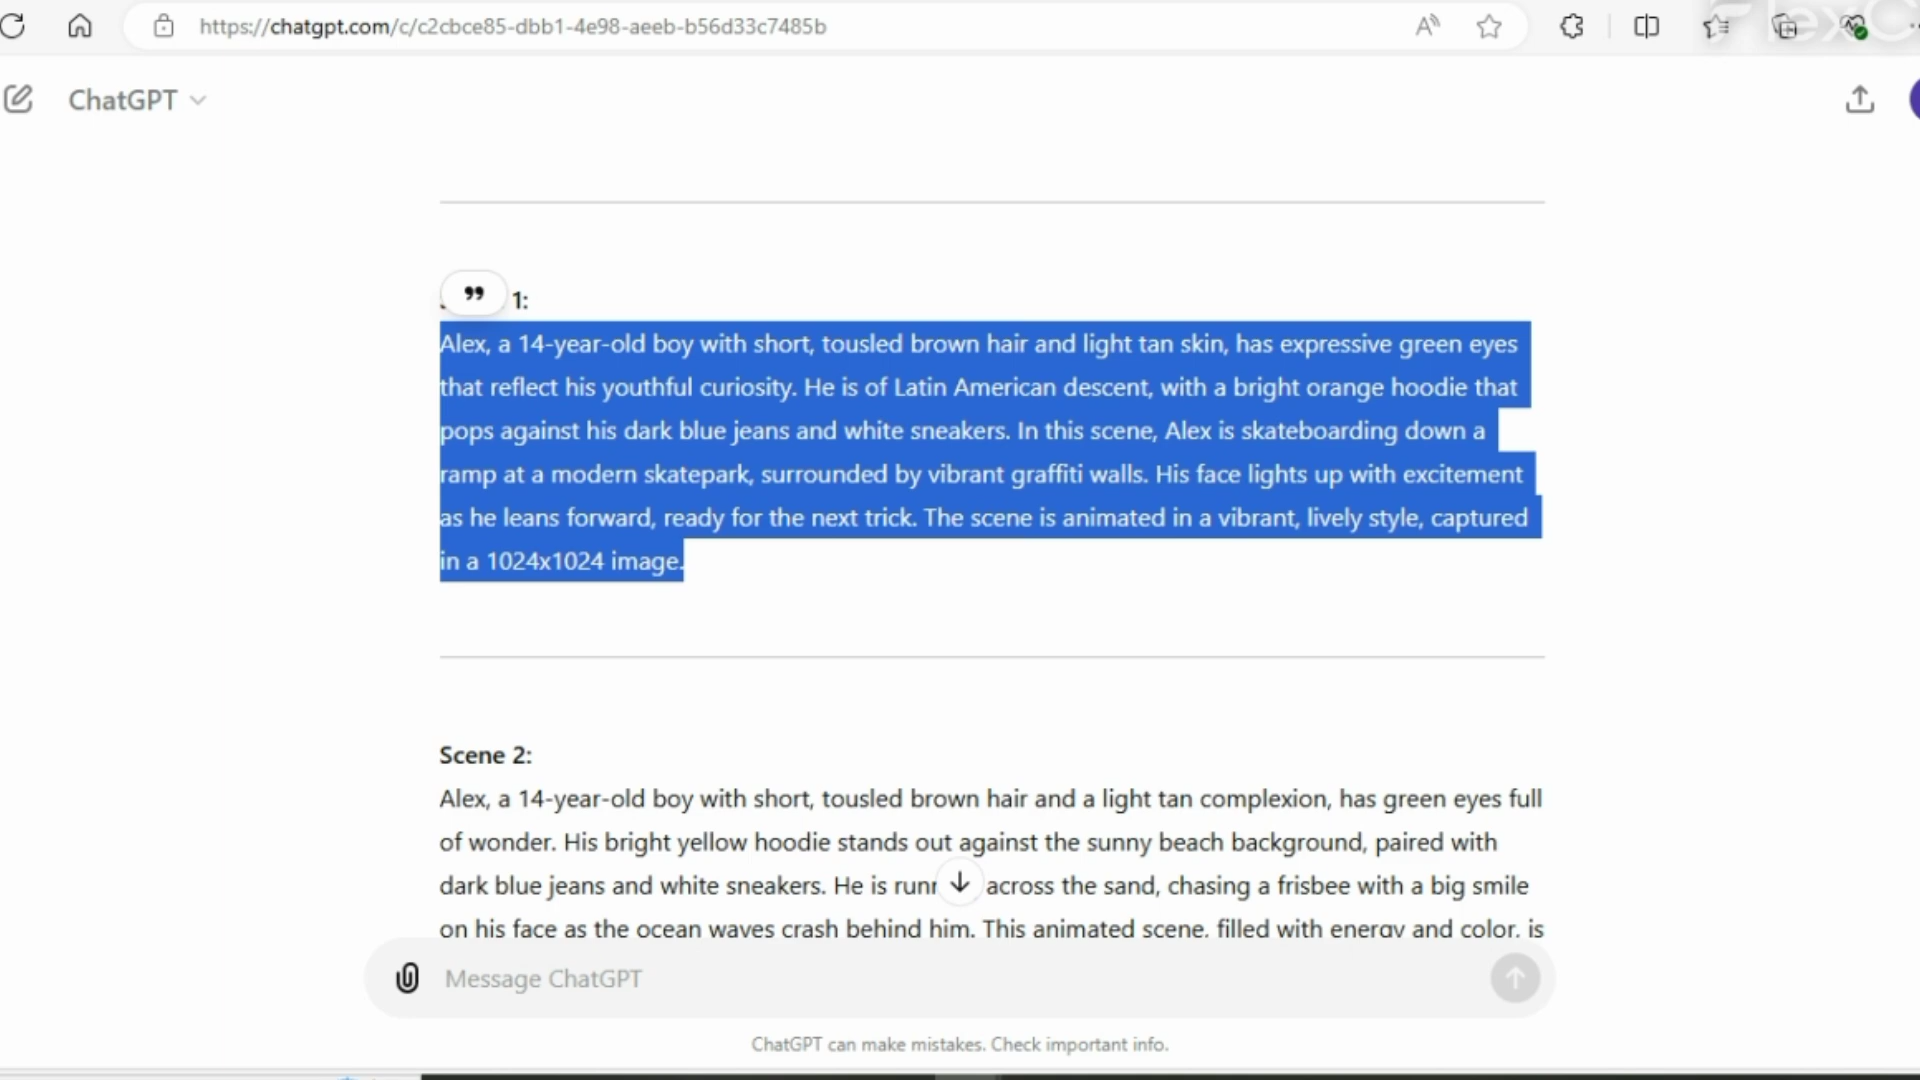 https://chatgpt.com/c/c2cbce85-dbb1-4e98-aeeb-b56d33c7485b
ChatGPT
1:
Alex, a 14-year-old boy with short, tousled brown hair and light tan skin, has expressive green eyes
that reflect his youthful curiosity. He is of Latin American descent, with a bright orange hoodie that
pops against his dark blue jeans and white sneakers. In this scene, Alex is skateboarding down a
ramp at a modern skatepark, surrounded by vibrant graffiti walls. His face lights up with excitement
as he leans forward, ready for the next trick. The scene is animated in a vibrant, lively style, captured
in a 1024x1024 image.
Scene 2:
Alex, a 14-year-old boy with short, tousled brown hair and a light tan complexion, has green eyes full
of wonder. His bright yellow hoodie stands out against the sunny beach background, paired with
dark blue jeans and white sneakers. He is across the sand, chasing a frisbee with a big smile
on his face as the ocean waves crash behind him. This animated scene, filled with energy and color, is
Message ChatGPT
ChatGPT can make mistakes. Check important info.